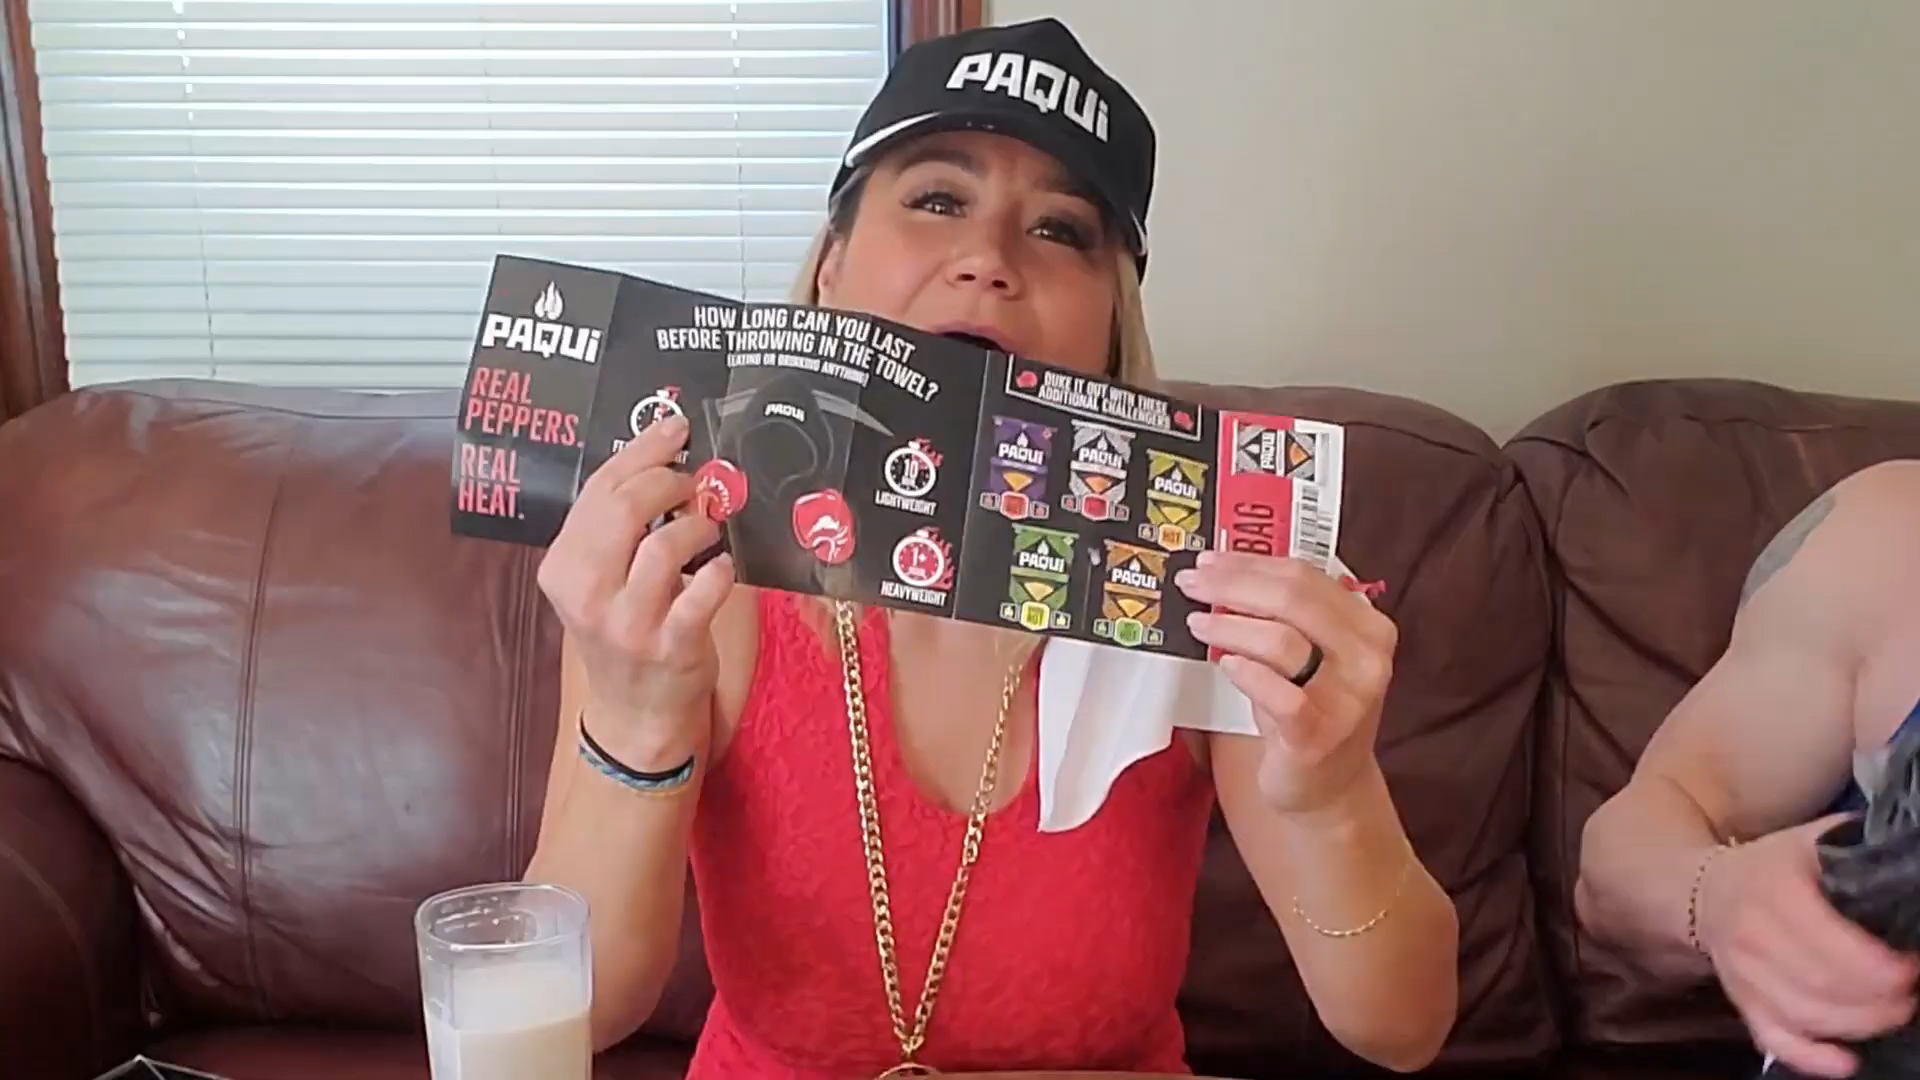 PAQUI
PAQUI
REAL
PEPPERS.
REAL
HEAT.
HOW LONG CAN YOU LAST
BEFORE THROWING IN THE TOWEL?
(EATING OR DRINKING ANYTHING)
PAQUI
10
LIGHTWEIGHT
1+
HEAVYWEIGHT
DUKE IT OUT WITH THESE
ADDITIONAL CHALLENGERS
PAQUI
PAQUI
PAQUI
HOT
PAQUI
HOT
PAQUI
PAQUI
BAG